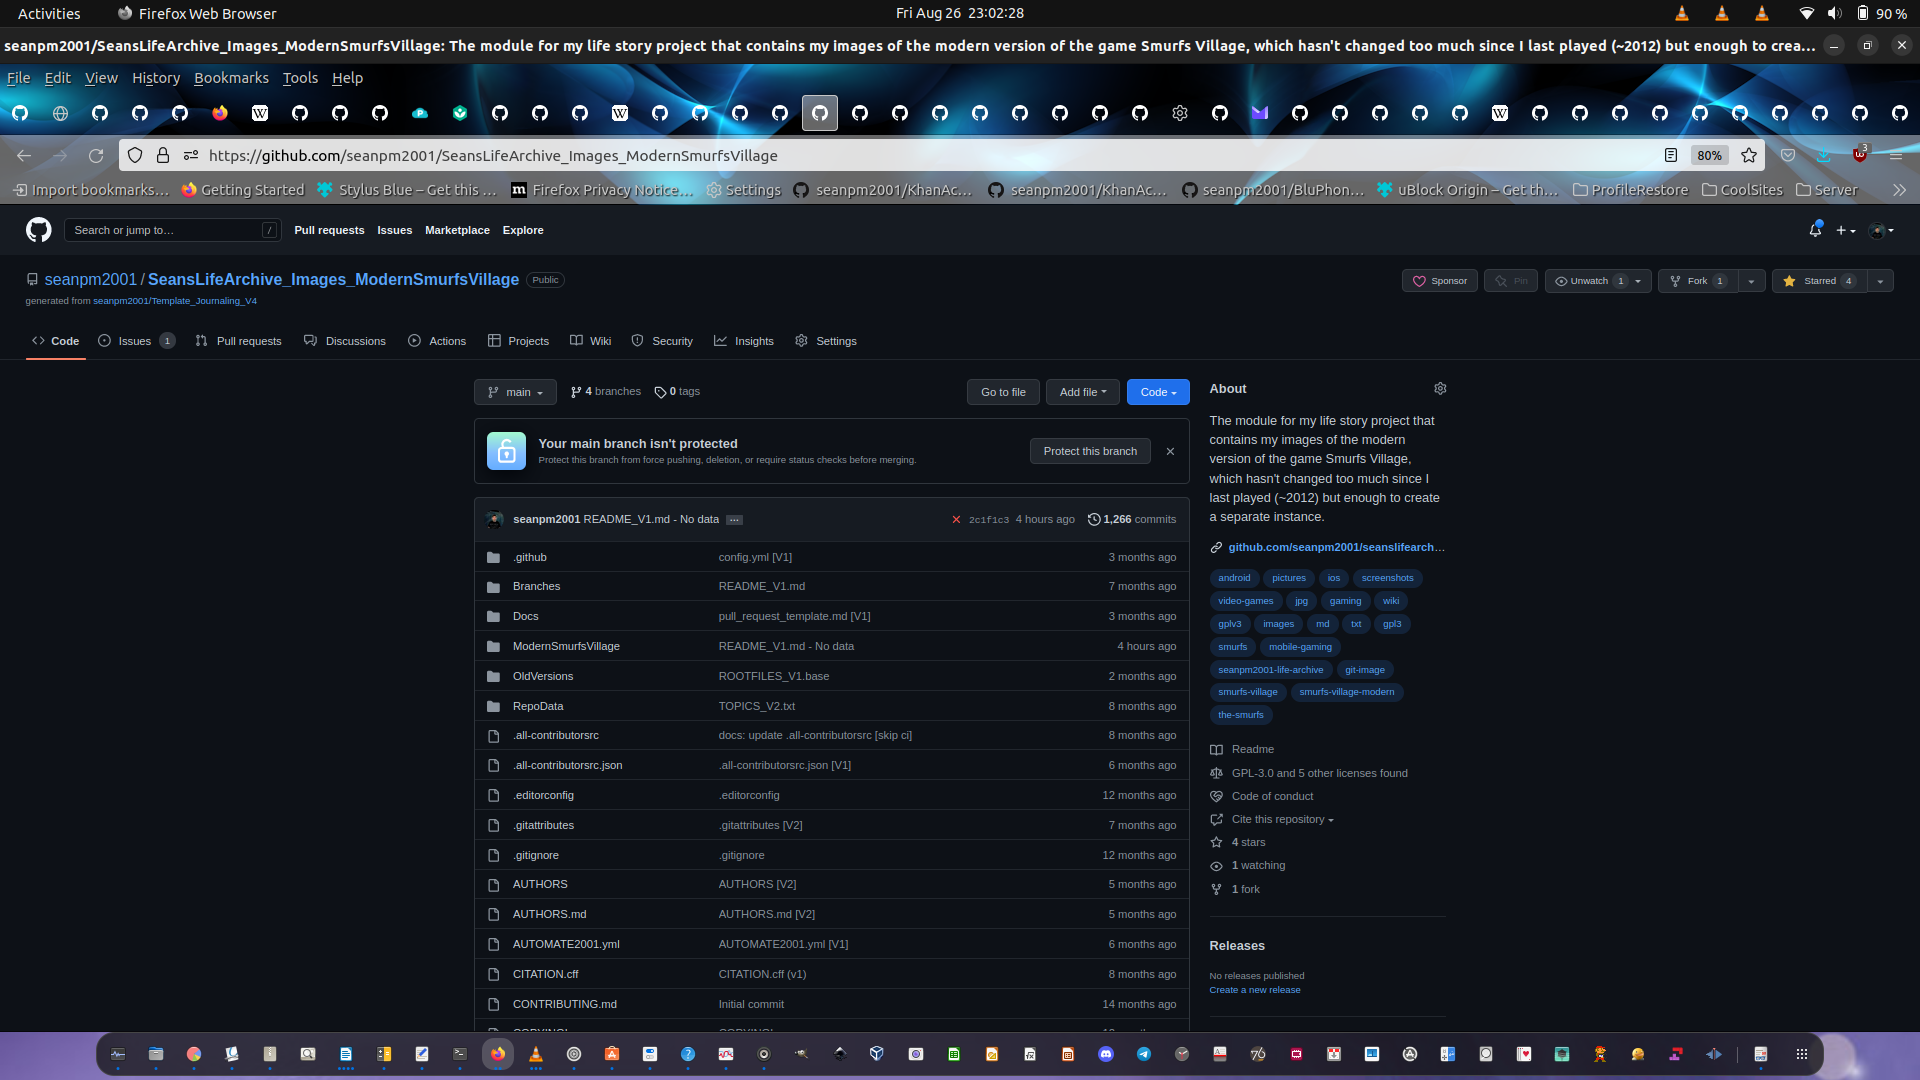 Activities Firefox Web Browser Fri Aug 26 23:02:28 90 %
seanpm2001/SeansLifeArchive_Images_ModernSmurfsVillage: The module for my life story project that contains my images of the modern version of the game Smurfs Village, which hasn't changed too much since I last played (~2012) but enough to crea…
File Edit View History Bookmarks Tools Help
https://github.com/seanpm2001/SeansLifeArchive_Images_ModernSmurfsVillage 80% 3
Import bookmarks… Getting Started Stylus Blue – Get this … Firefox Privacy Notice… Settings seanpm2001/KhanAc… seanpm2001/KhanAc… seanpm2001/BluPhon… uBlock Origin – Get th… ProfileRestore CoolSites Server
Search or jump to… / Pull requests Issues Marketplace Explore
seanpm2001 / SeansLifeArchive_Images_ModernSmurfsVillage Public Sponsor Pin Unwatch 1 Fork 1 Starred 4
generated from seanpm2001/Template_Journaling_V4
Code Issues 1 Pull requests Discussions Actions Projects Wiki Security Insights Settings
main 4 branches 0 tags Go to file Add file Code
Your main branch isn't protected
Protect this branch from force pushing, deletion, or require status checks before merging.
Protect this branch
seanpm2001 README_V1.md - No data … 2c1f1c3 4 hours ago 1,266 commits
.github config.yml [V1] 3 months ago
Branches README_V1.md 7 months ago
Docs pull_request_template.md [V1] 3 months ago
ModernSmurfsVillage README_V1.md - No data 4 hours ago
OldVersions ROOTFILES_V1.base 2 months ago
RepoData TOPICS_V2.txt 8 months ago
.all-contributorsrc docs: update .all-contributorsrc [skip ci] 8 months ago
.all-contributorsrc.json .all-contributorsrc.json [V1] 6 months ago
.editorconfig .editorconfig 12 months ago
.gitattributes .gitattributes [V2] 7 months ago
.gitignore .gitignore 12 months ago
AUTHORS AUTHORS [V2] 5 months ago
AUTHORS.md AUTHORS.md [V2] 5 months ago
AUTOMATE2001.yml AUTOMATE2001.yml [V1] 6 months ago
CITATION.cff CITATION.cff (v1) 8 months ago
CONTRIBUTING.md Initial commit 14 months ago
About
The module for my life story project that
contains my images of the modern
version of the game Smurfs Village,
which hasn't changed too much since I
last played (~2012) but enough to create
a separate instance.
github.com/seanpm2001/seanslifearch…
android pictures ios screenshots
video-games jpg gaming wiki
gplv3 images md txt gpl3
smurfs mobile-gaming
seanpm2001-life-archive git-image
smurfs-village smurfs-village-modern
the-smurfs
Readme
GPL-3.0 and 5 other licenses found
Code of conduct
Cite this repository
4 stars
1 watching
1 fork
Releases
No releases published
Create a new release